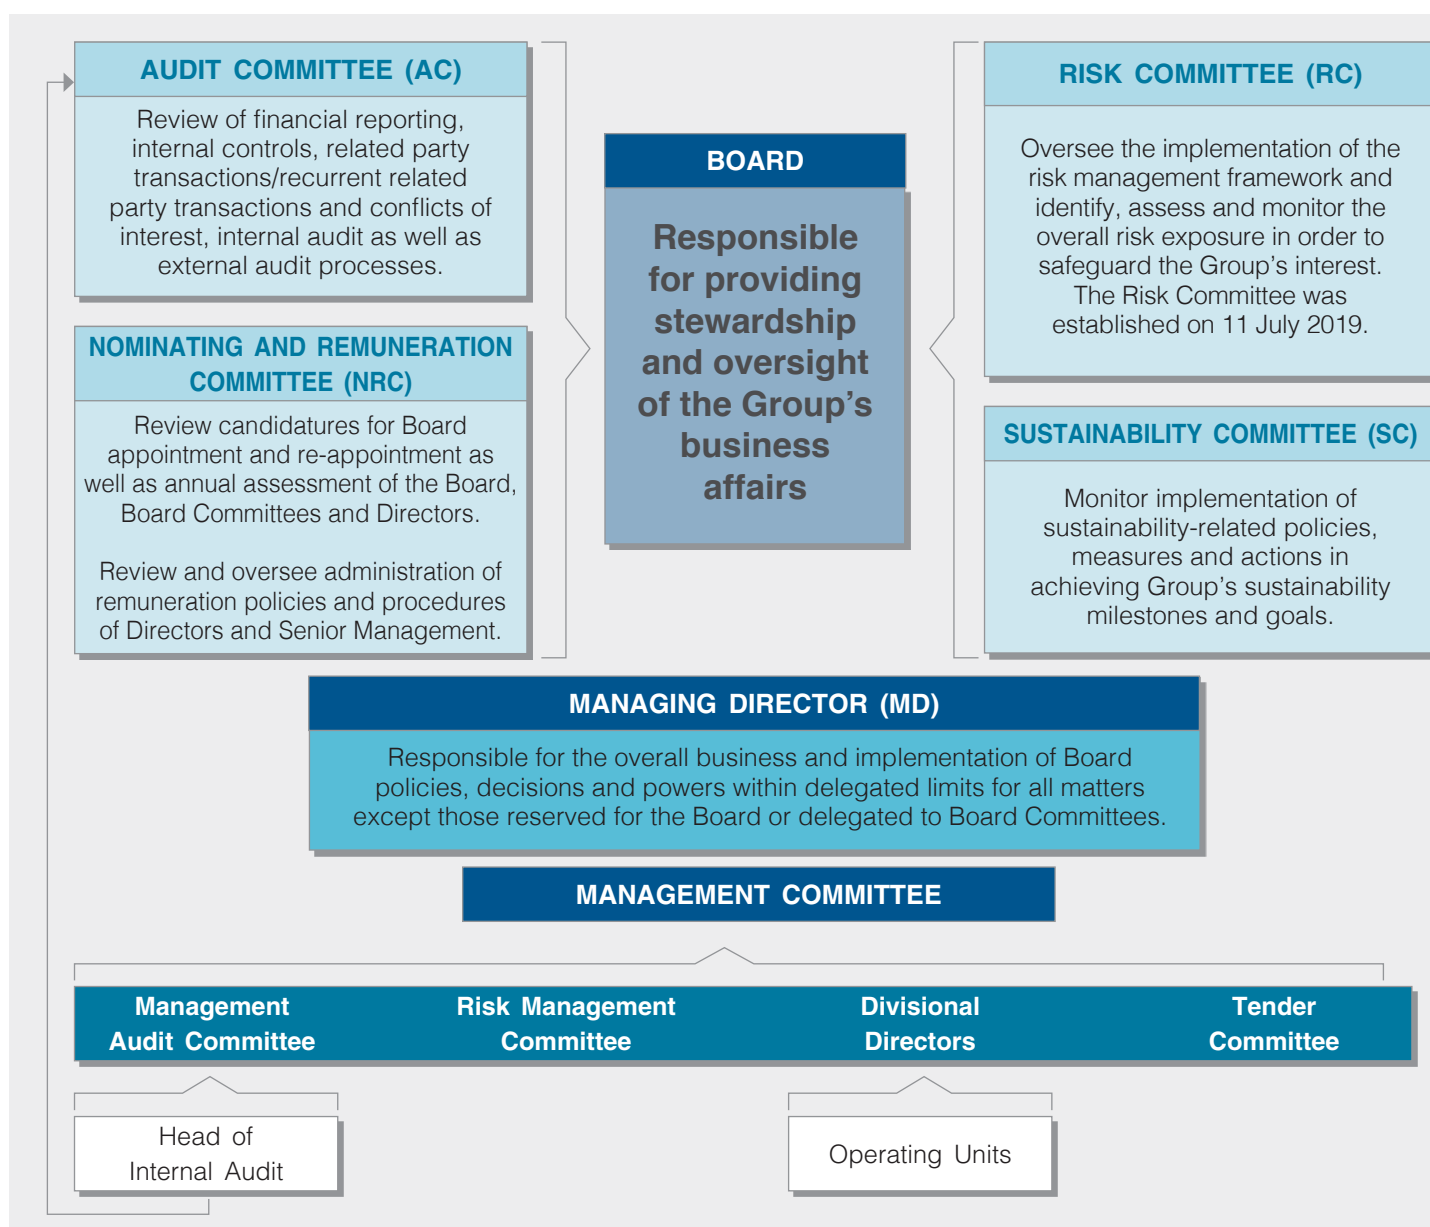 AUDIT COMMITTEE (AC)
Review of financial reporting,
internal controls, related party
transactions/recurrent related
party transactions and conflicts of
interest, internal audit as well as
external audit processes.
NOMINATING AND REMUNERATION
COMMITTEE (NRC)
Review candidatures for Board
appointment and re-appointment as
well as annual assessment of the Board,
Board Committees and Directors.
Review and oversee administration of
remuneration policies and procedures
of Directors and Senior Management.
BOARD
Responsible
for providing
stewardship
and oversight
of the Group's
business
affairs
RISK COMMITTEE (RC)
Oversee the implementation of the
risk management framework and
identify, assess and monitor the
overall risk exposure in order to
safeguard the Group's interest.
The Risk Committee was
established on 11 July 2019.
SUSTAINABILITY COMMITTEE (SC)
Monitor implementation of
sustainability-related policies,
measures and actions in
achieving Group's sustainability
milestones and goals.
MANAGING DIRECTOR (MD)
Responsible for the overall business and implementation of Board
policies, decisions and powers within delegated limits for all matters
except those reserved for the Board or delegated to Board Committees.
MANAGEMENT COMMITTEE
Management
Audit Committee
Risk Management
Committee
Divisional
Directors
Tender
Committee
Head of
Internal Audit
Operating Units